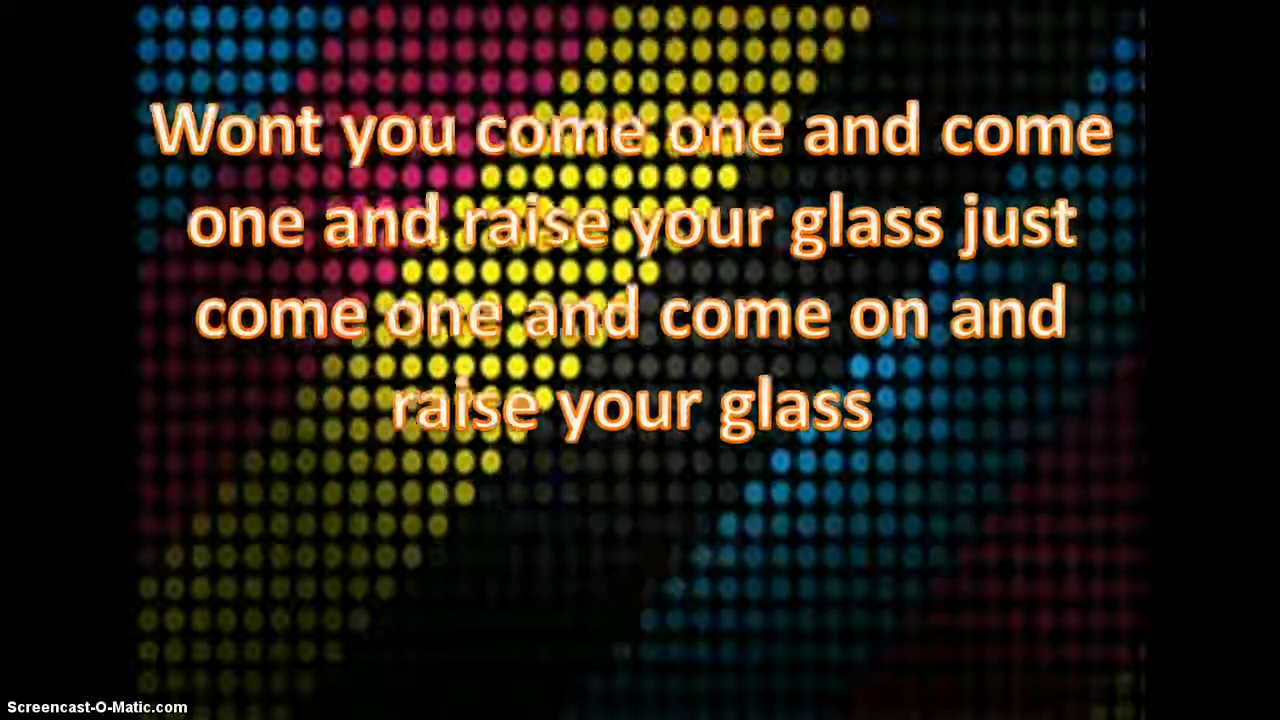 Wont you come one and come
one and raise your glass just
come one and come on and
raise your glass
Screencast-O-Matic.com